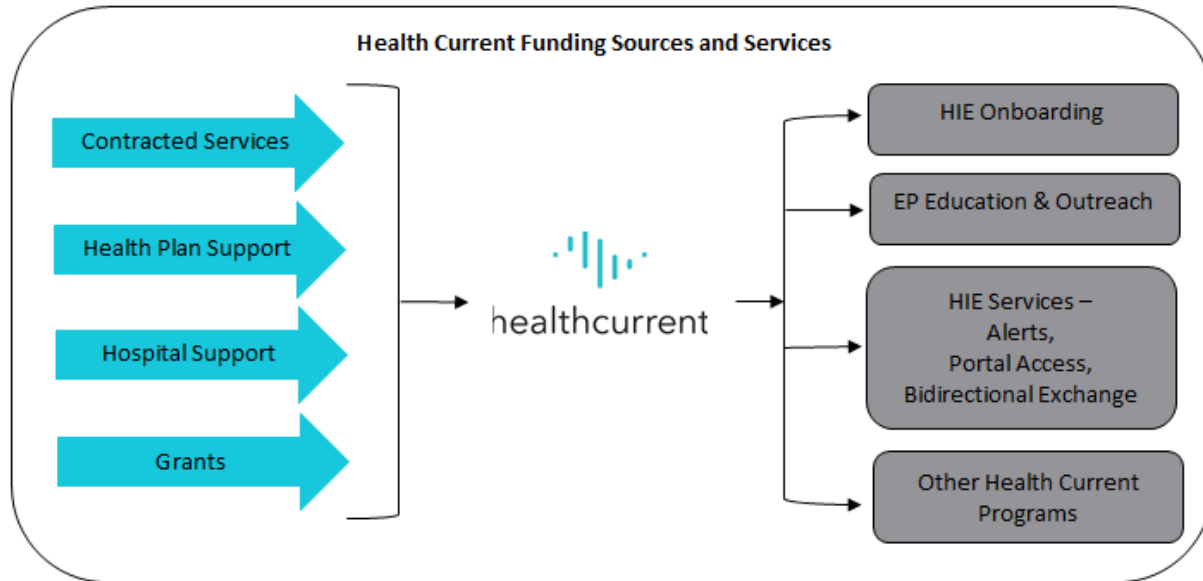 Health Current Funding Sources and Services
Contracted Services
Health Plan Support
Hospital Support
Grants
healthcurrent
HIE Onboarding
EP Education & Outreach
HIE Services –
Alerts,
Portal Access,
Bidirectional Exchange
Other Health Current
Programs